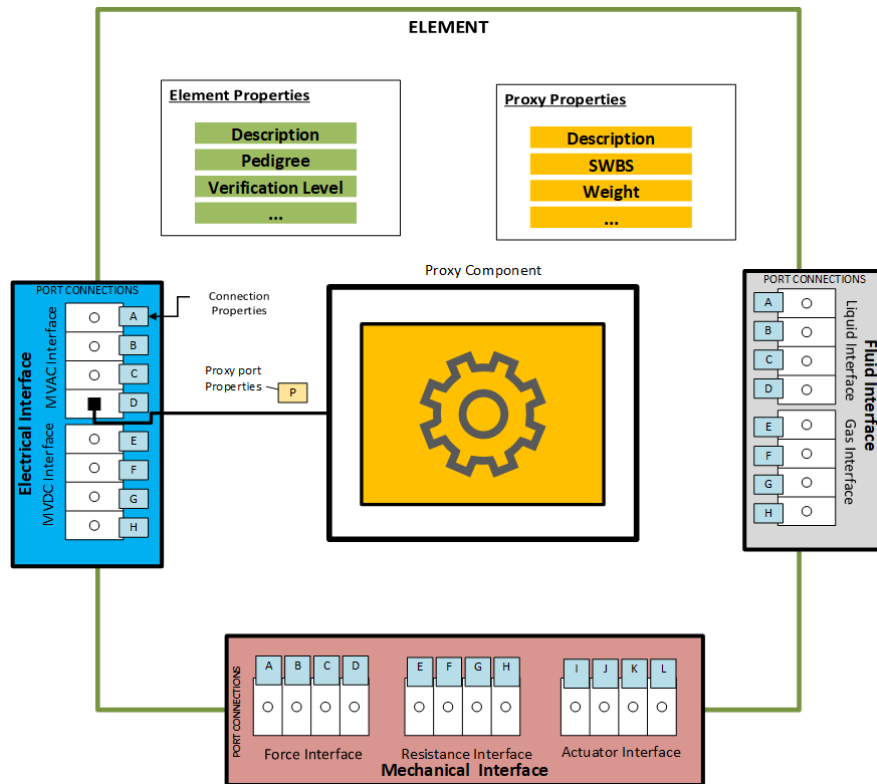 ELEMENT
Element Properties
Description
Pedigree
Verification Level
...
Proxy Properties
Description
SWBS
Weight
...
Proxy Component
PORT CONNECTIONS
Electrical Interface
MVAC Interface
A
B
C
D
MVDC Interface
E
F
G
H
Connection
Properties
Proxy port
Properties
P
PORT CONNECTIONS
A
B
C
D
Liquid Interface
E
F
G
H
Gas Interface
Fluid Interface
PORT CONNECTIONS
A B C D
Force Interface
E F G H
Resistance Interface
I J K L
Actuator Interface
Mechanical Interface